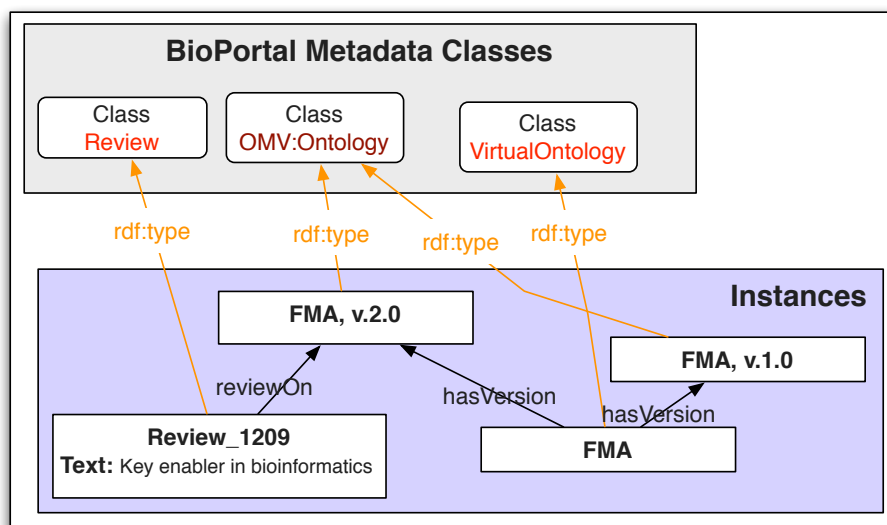 BioPortal Metadata Classes
Class
Review
Class
OMV:Ontology
Class
VirtualOntology
rdf:type
rdf:type
rdf:type
rdf:type
Instances
FMA, v.2.0
FMA, v.1.0
reviewOn
hasVersion
hasVersion
Review_1209
Text: Key enabler in bioinformatics
FMA